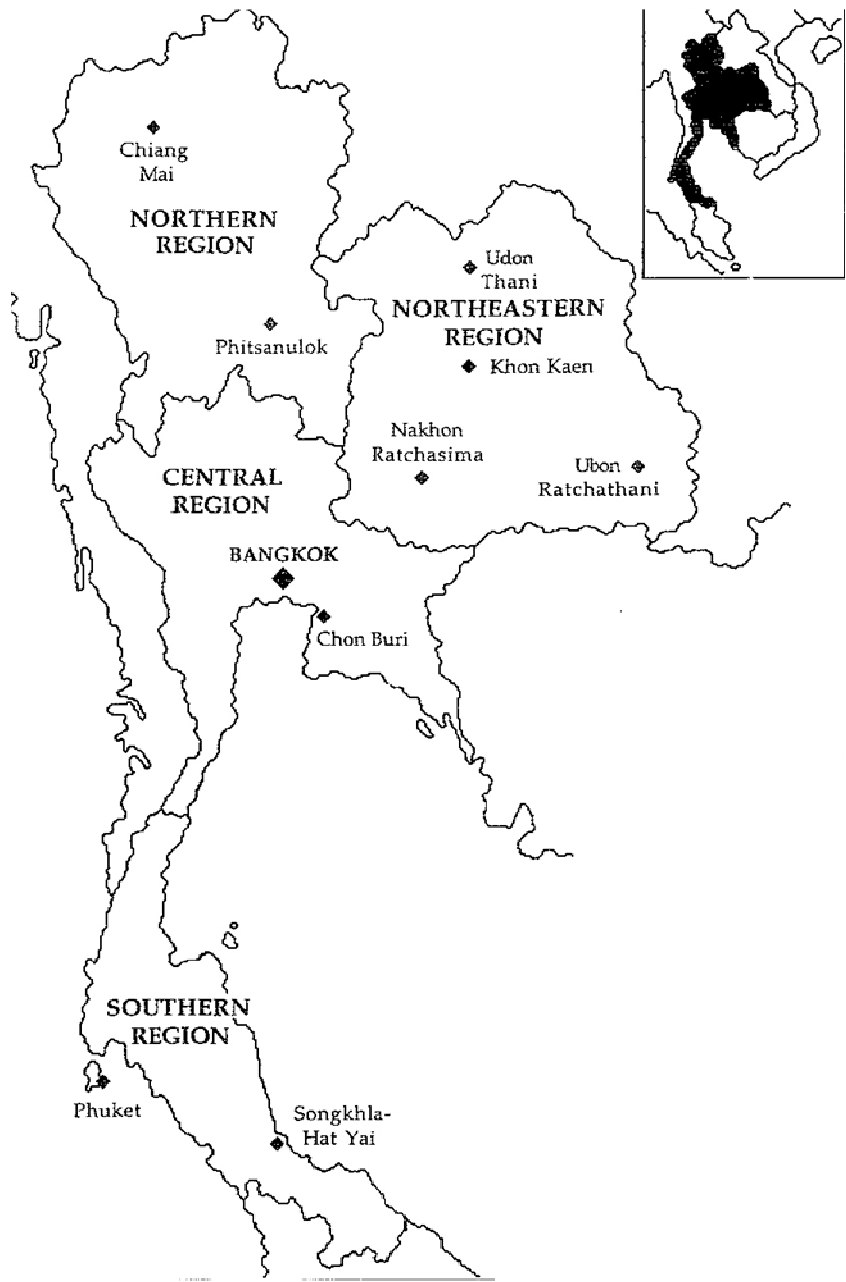 Chiang
Mai
NORTHERN
REGION
Udon
Thani
NORTHEASTERN
REGION
Phitsanulok
Khon Kaen
Nakhon
Ratchasima
Ubon
Ratchathani
CENTRAL
REGION
BANGKOK
Chon Buri
SOUTHERN
REGION
Phuket
Songkhla-
Hat Yai